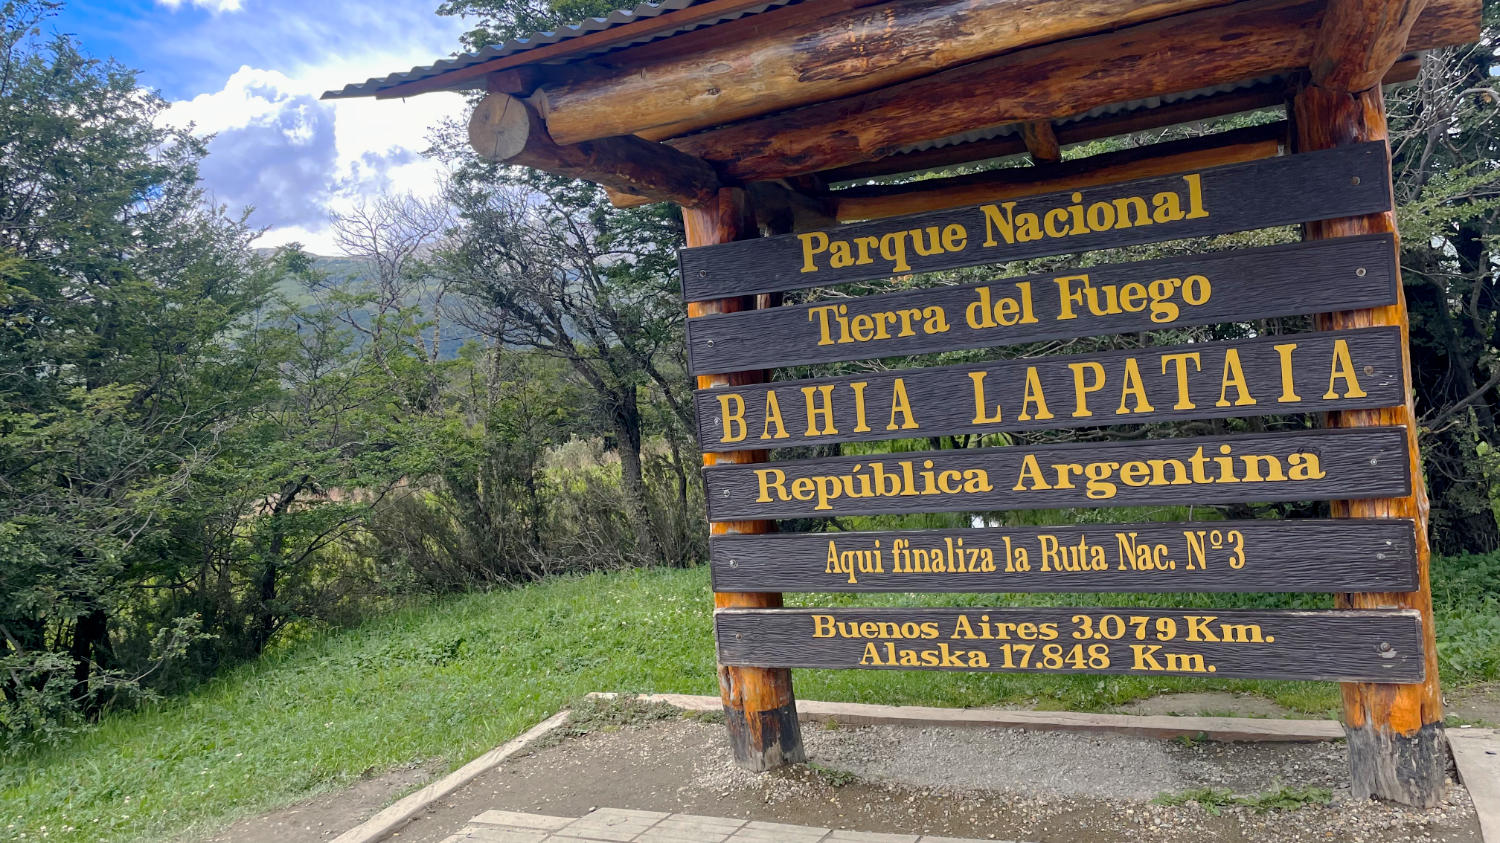 Parque Nacional
Tierra del Fuego
BAHIA LAPATAIA
República Argentina
Aqui finaliza la Ruta Nac. Nº3
Buenos Aires 3.079 Km.
Alaska 17.848 Km.